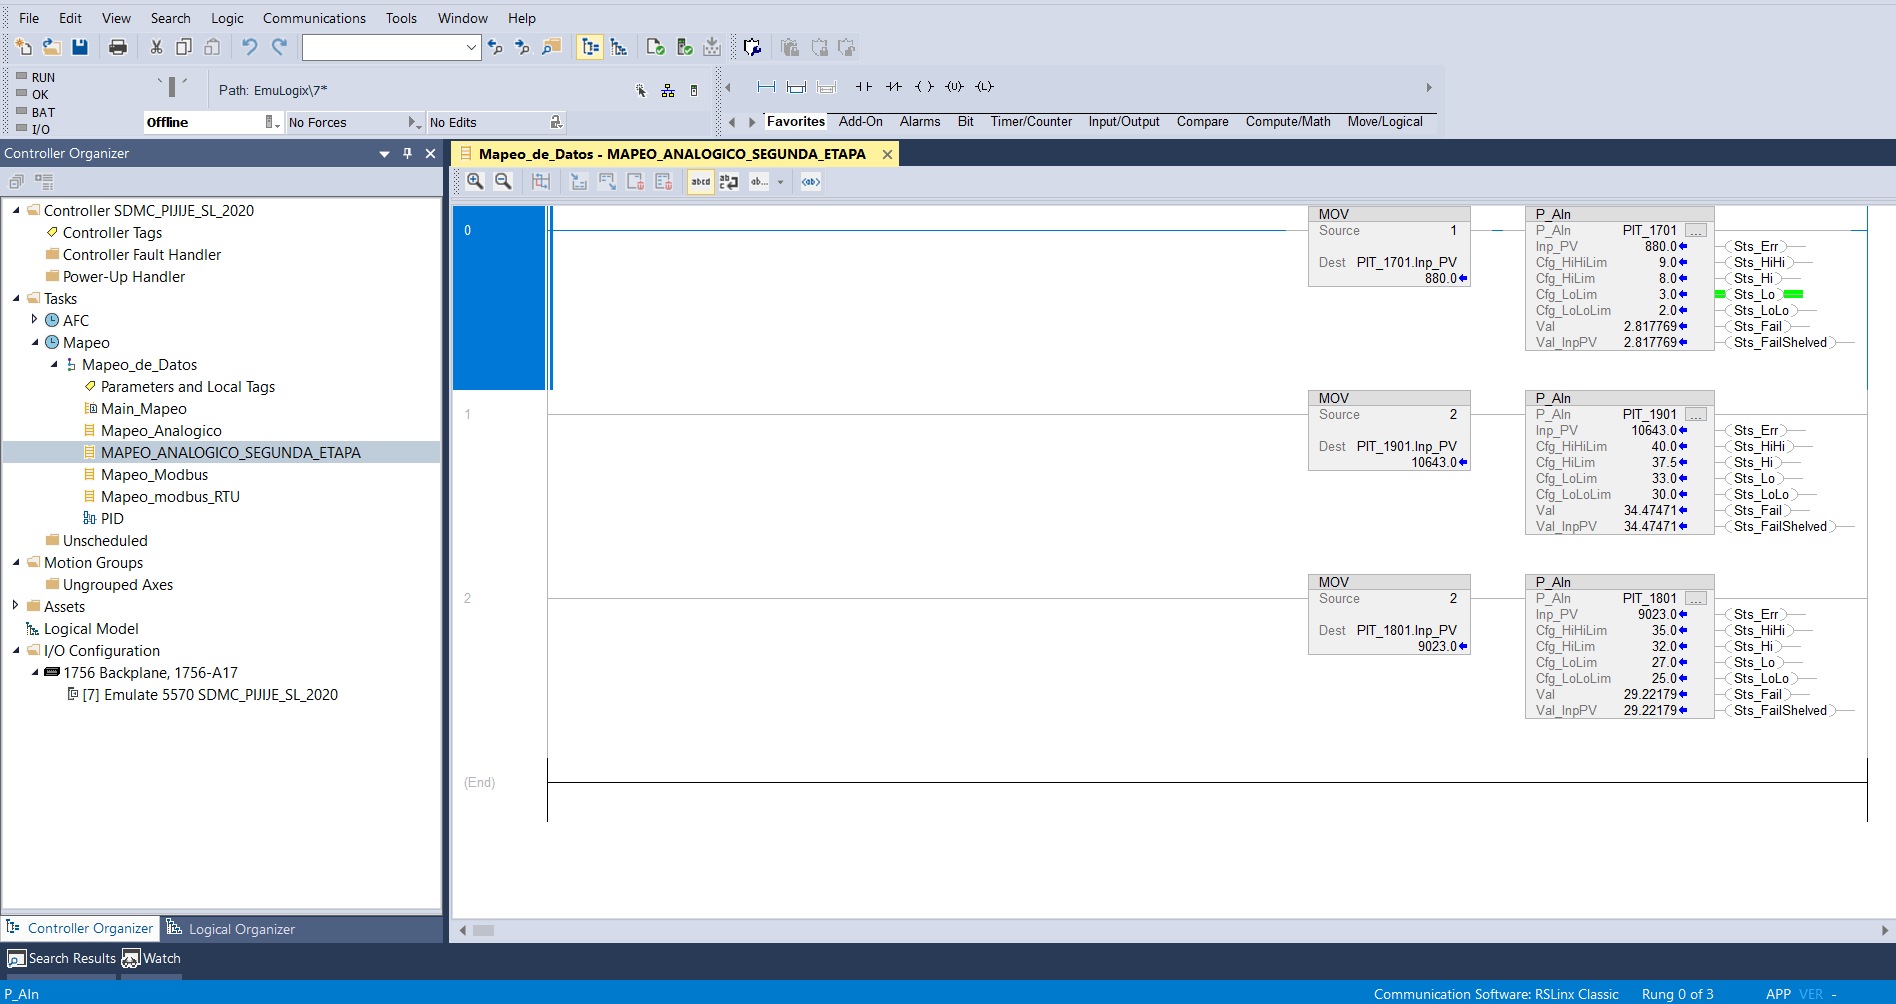 File Edit View Search Logic Communications Tools Window Help
RUN
OK
BAT
I/O
Path: EmuLogix\7*
Offline No Forces No Edits
Favorites Add-On Alarms Bit Timer/Counter Input/Output Compare Compute/Math Move/Logical
Controller Organizer
Controller SDMC_PIJIJE_SL_2020
Controller Tags
Controller Fault Handler
Power-Up Handler
Tasks
AFC
Mapeo
Mapeo_de_Datos
Parameters and Local Tags
Main_Mapeo
Mapeo_Analogico
MAPEO_ANALOGICO_SEGUNDA_ETAPA
Mapeo_Modbus
Mapeo_modbus_RTU
PID
Unscheduled
Motion Groups
Ungrouped Axes
Assets
Logical Model
I/O Configuration
1756 Backplane, 1756-A17
[7] Emulate 5570 SDMC_PIJIJE_SL_2020
Controller Organizer Logical Organizer
Mapeo_de_Datos - MAPEO_ANALOGICO_SEGUNDA_ETAPA
abcd ab... <ab>
0
MOV
Source 1
Dest PIT_1701.Inp_PV
880.0
P_AIn
P_AIn PIT_1701 ...
Inp_PV 880.0 Sts_Err
Cfg_HiHiLim 9.0 Sts_HiHi
Cfg_HiLim 8.0 Sts_Hi
Cfg_LoLim 3.0 Sts_Lo
Cfg_LoLoLim 2.0 Sts_LoLo
Val 2.817769 Sts_Fail
Val_InpPV 2.817769 Sts_FailShelved
1
MOV
Source 2
Dest PIT_1901.Inp_PV
10643.0
P_AIn
P_AIn PIT_1901 ...
Inp_PV 10643.0 Sts_Err
Cfg_HiHiLim 40.0 Sts_HiHi
Cfg_HiLim 37.5 Sts_Hi
Cfg_LoLim 33.0 Sts_Lo
Cfg_LoLoLim 30.0 Sts_LoLo
Val 34.47471 Sts_Fail
Val_InpPV 34.47471 Sts_FailShelved
2
MOV
Source 2
Dest PIT_1801.Inp_PV
9023.0
P_AIn
P_AIn PIT_1801 ...
Inp_PV 9023.0 Sts_Err
Cfg_HiHiLim 35.0 Sts_HiHi
Cfg_HiLim 32.0 Sts_Hi
Cfg_LoLim 27.0 Sts_Lo
Cfg_LoLoLim 25.0 Sts_LoLo
Val 29.22179 Sts_Fail
Val_InpPV 29.22179 Sts_FailShelved
(End)
Search Results Watch
P_AIn Communication Software: RSLinx Classic Rung 0 of 3 APP VER -